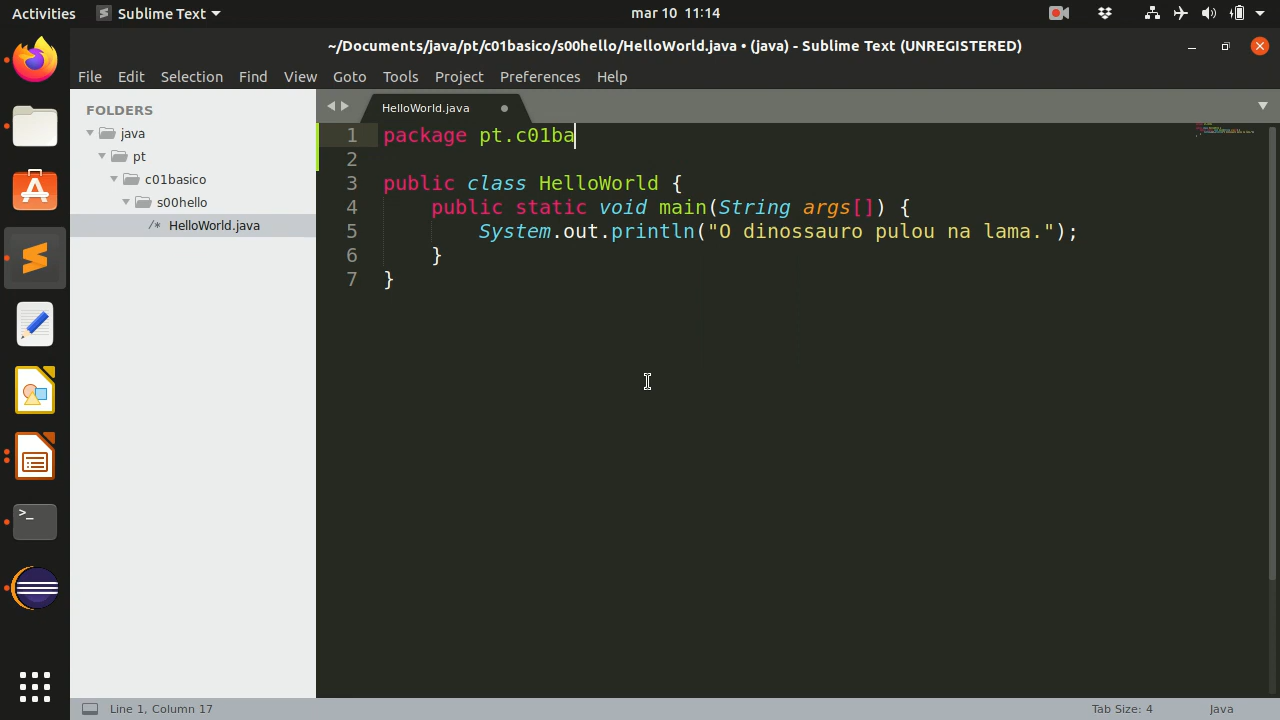 Activities Sublime Text mar 10 11:14
~/Documents/java/pt/c01basico/s00hello/HelloWorld.java • (java) - Sublime Text (UNREGISTERED)
File Edit Selection Find View Goto Tools Project Preferences Help
FOLDERS
java
pt
c01basico
s00hello
/* HelloWorld.java
HelloWorld.java
1 package pt.c01ba
2
3 public class HelloWorld {
4 public static void main(String args[]) {
5 System.out.println("O dinossauro pulou na lama.");
6 }
7 }
Line 1, Column 17 Tab Size: 4 Java